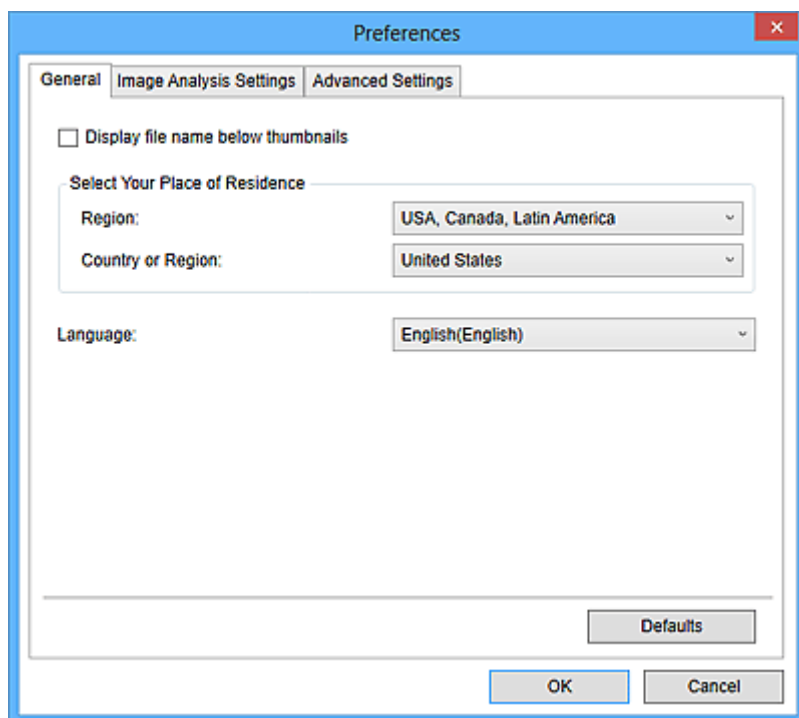 Preferences
General Image Analysis Settings Advanced Settings
Display file name below thumbnails
Select Your Place of Residence
Region: USA, Canada, Latin America
Country or Region: United States
Language: English(English)
Defaults
OK Cancel